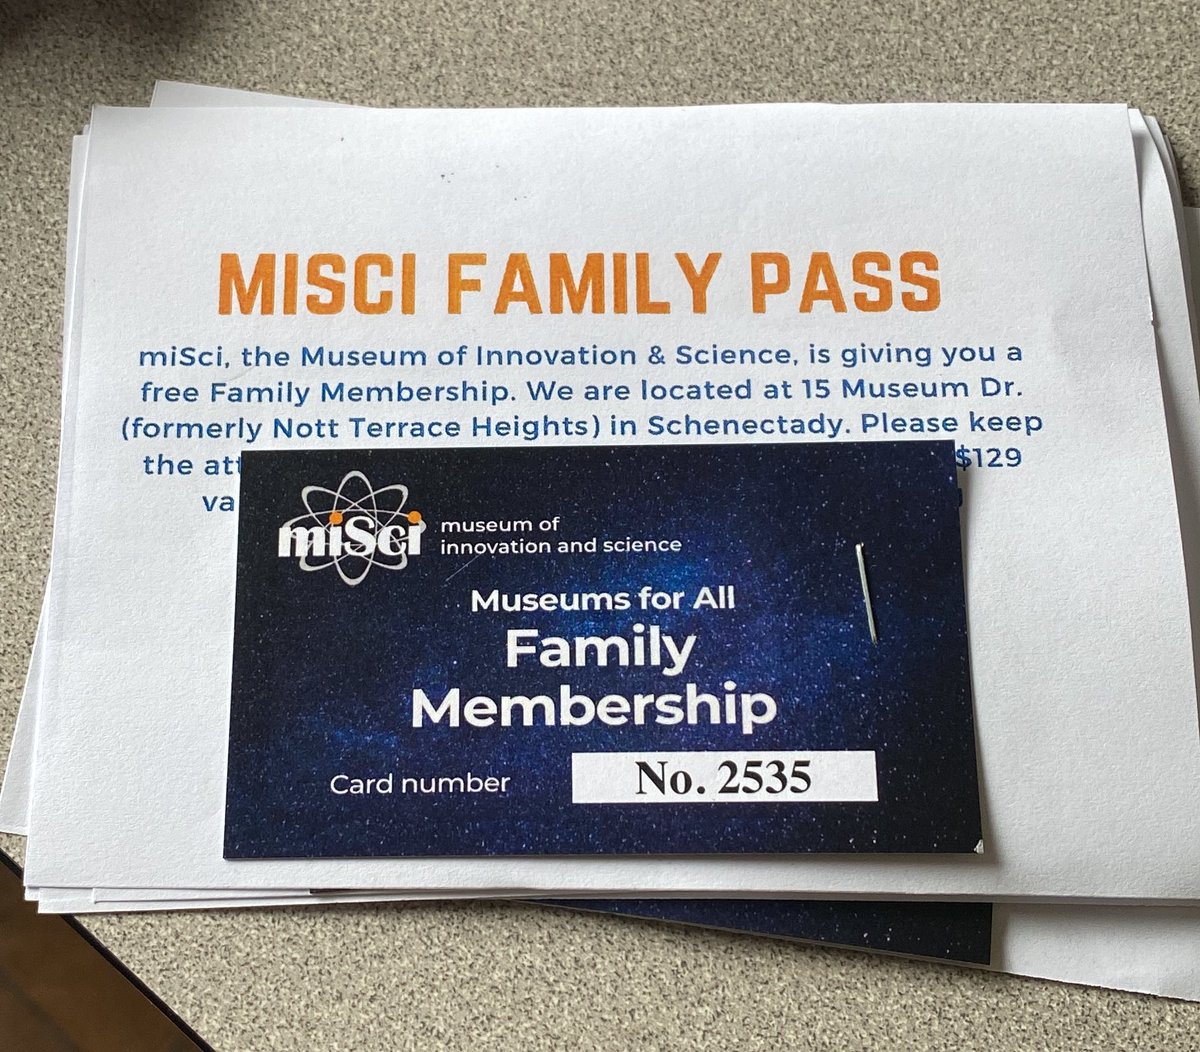 MISCI FAMILY PASS
miSci, the Museum of Innovation & Science, is giving you a
free Family Membership. We are located at 15 Museum Dr.
(formerly Nott Terrace Heights) in Schenectady. Please keep
the $129
miSci
museum of
innovation and science
Museums for All
Family
Membership
Card number No. 2535